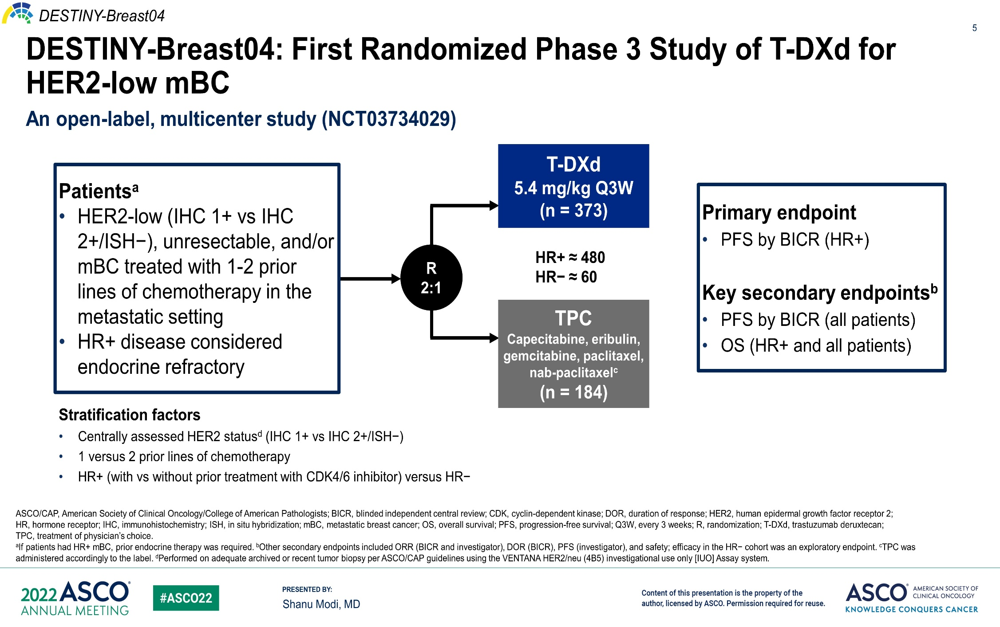 DESTINY-Breast04
5
DESTINY-Breast04: First Randomized Phase 3 Study of T-DXd for
HER2-low mBC
An open-label, multicenter study (NCT03734029)
Patientsᵃ
• HER2-low (IHC 1+ vs IHC
2+/ISH−), unresectable, and/or
mBC treated with 1-2 prior
lines of chemotherapy in the
metastatic setting
• HR+ disease considered
endocrine refractory
R
2:1
T-DXd
5.4 mg/kg Q3W
(n = 373)
HR+ ≈ 480
HR− ≈ 60
TPC
Capecitabine, eribulin,
gemcitabine, paclitaxel,
nab-paclitaxelᶜ
(n = 184)
Primary endpoint
• PFS by BICR (HR+)
Key secondary endpointsᵇ
• PFS by BICR (all patients)
• OS (HR+ and all patients)
Stratification factors
• Centrally assessed HER2 statusᵈ (IHC 1+ vs IHC 2+/ISH−)
• 1 versus 2 prior lines of chemotherapy
• HR+ (with vs without prior treatment with CDK4/6 inhibitor) versus HR−
ASCO/CAP, American Society of Clinical Oncology/College of American Pathologists; BICR, blinded independent central review; CDK, cyclin-dependent kinase; DOR, duration of response; HER2, human epidermal growth factor receptor 2;
HR, hormone receptor; IHC, immunohistochemistry; ISH, in situ hybridization; mBC, metastatic breast cancer; OS, overall survival; PFS, progression-free survival; Q3W, every 3 weeks; R, randomization; T-DXd, trastuzumab deruxtecan;
TPC, treatment of physician's choice.
ᵃIf patients had HR+ mBC, prior endocrine therapy was required. ᵇOther secondary endpoints included ORR (BICR and investigator), DOR (BICR), PFS (investigator), and safety; efficacy in the HR− cohort was an exploratory endpoint. ᶜTPC was
administered accordingly to the label. ᵈPerformed on adequate archived or recent tumor biopsy per ASCO/CAP guidelines using the VENTANA HER2/neu (4B5) investigational use only [IUO] Assay system.
2022 ASCO®
ANNUAL MEETING
#ASCO22
PRESENTED BY:
Shanu Modi, MD
Content of this presentation is the property of the
author, licensed by ASCO. Permission required for reuse.
ASCO® AMERICAN SOCIETY OF
CLINICAL ONCOLOGY
KNOWLEDGE CONQUERS CANCER